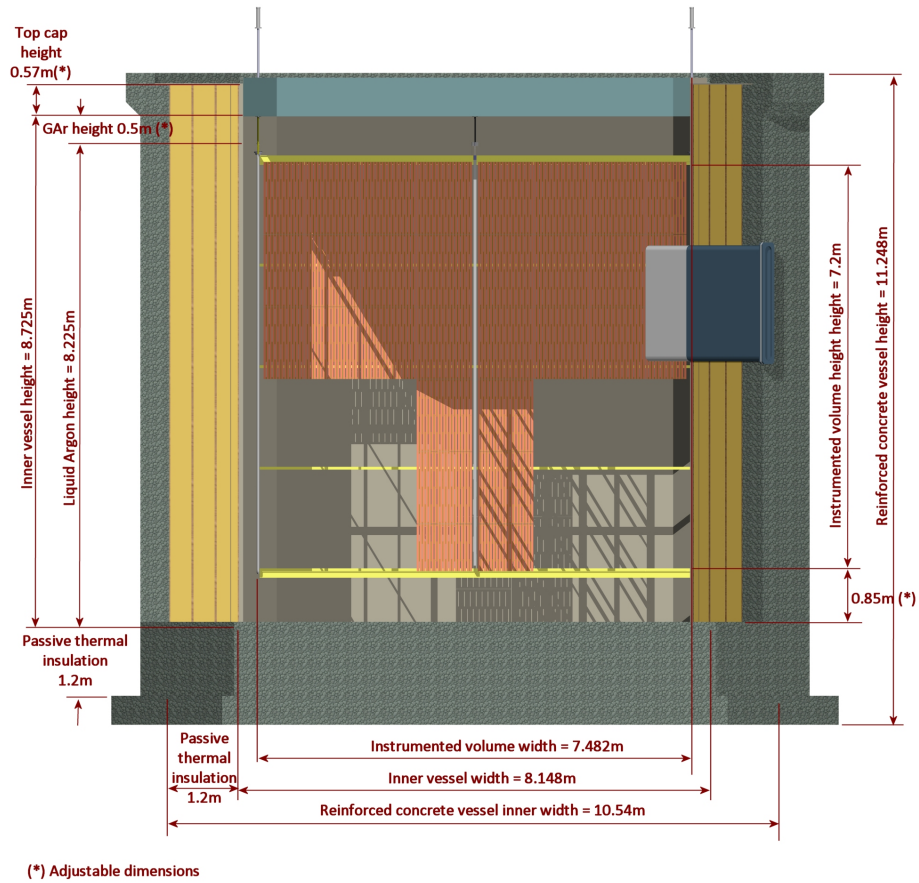 Top cap
height
0.57m(*)
GAr height 0.5m (*)
Inner vessel height = 8.725m
Liquid Argon height = 8.225m
Instrumented volume height height = 7.2m
Reinforced concrete vessel height = 11.248m
0.85m (*)
Passive thermal
insulation
1.2m
Passive
thermal
insulation
1.2m
Instrumented volume width = 7.482m
Inner vessel width = 8.148m
Reinforced concrete vessel inner width = 10.54m
(*) Adjustable dimensions